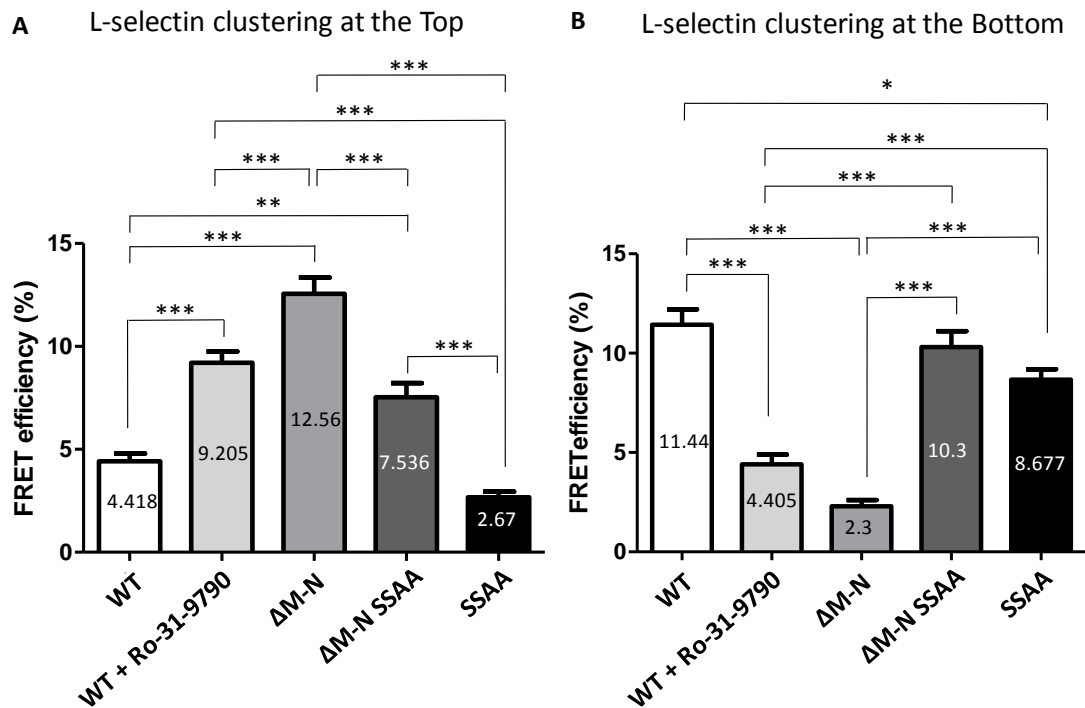 A L-selectin clustering at the Top
***
***
*** ***
**
***
***
***
FRET efficiency (%)
15
10
5
0
4.418
9.205
12.56
7.536
2.67
WT
WT + Ro-31-9790
ΔM-N
ΔM-N SSAA
SSAA
B L-selectin clustering at the Bottom
*
***
***
*** ***
***
***
FRETefficiency (%)
15
10
5
0
11.44
4.405
2.3
10.3
8.677
WT
WT + Ro-31-9790
ΔM-N
ΔM-N SSAA
SSAA